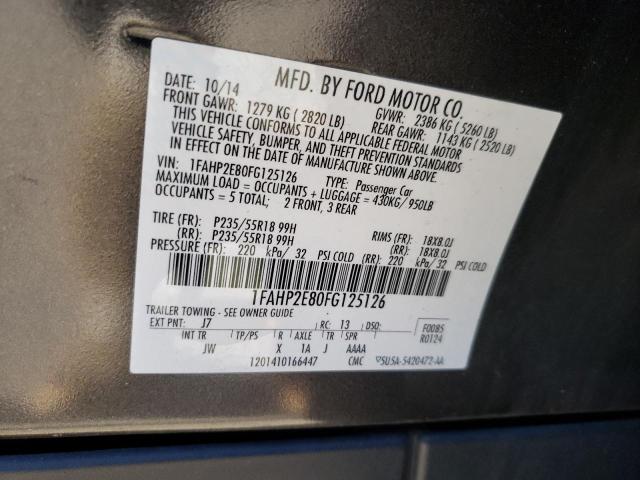 MFD. BY FORD MOTOR CO.
DATE: 10/14 GVWR: 2386 KG ( 5260 LB)
FRONT GAWR: 1279 KG ( 2820 LB) REAR GAWR: 1143 KG ( 2520 LB)
THIS VEHICLE CONFORMS TO ALL APPLICABLE FEDERAL MOTOR
VEHICLE SAFETY, BUMPER, AND THEFT PREVENTION STANDARDS
IN EFFECT ON THE DATE OF MANUFACTURE SHOWN ABOVE.
VIN: 1FAHP2E80FG125126 TYPE: Passenger Car
MAXIMUM LOAD = OCCUPANTS + LUGGAGE = 430KG/ 950LB
OCCUPANTS = 5 TOTAL; 2 FRONT, 3 REAR
TIRE (FR): P235/55R18 99H RIMS (FR): 18X8.0J
(RR): P235/55R18 99H (RR): 18X8.0J
PRESSURE (FR): 220 kPa/ 32 PSI COLD (RR): 220 kPa/ 32 PSI COLD
1FAHP2E80FG125126
TRAILER TOWING - SEE OWNER GUIDE
EXT PNT: J7 RC: 13 DSO: F0085
INT TR TP/PS R AXLE TR SPR R0124
JW X 1A J AAAA
1201410166447 CMC 5U5A-5420472-AA